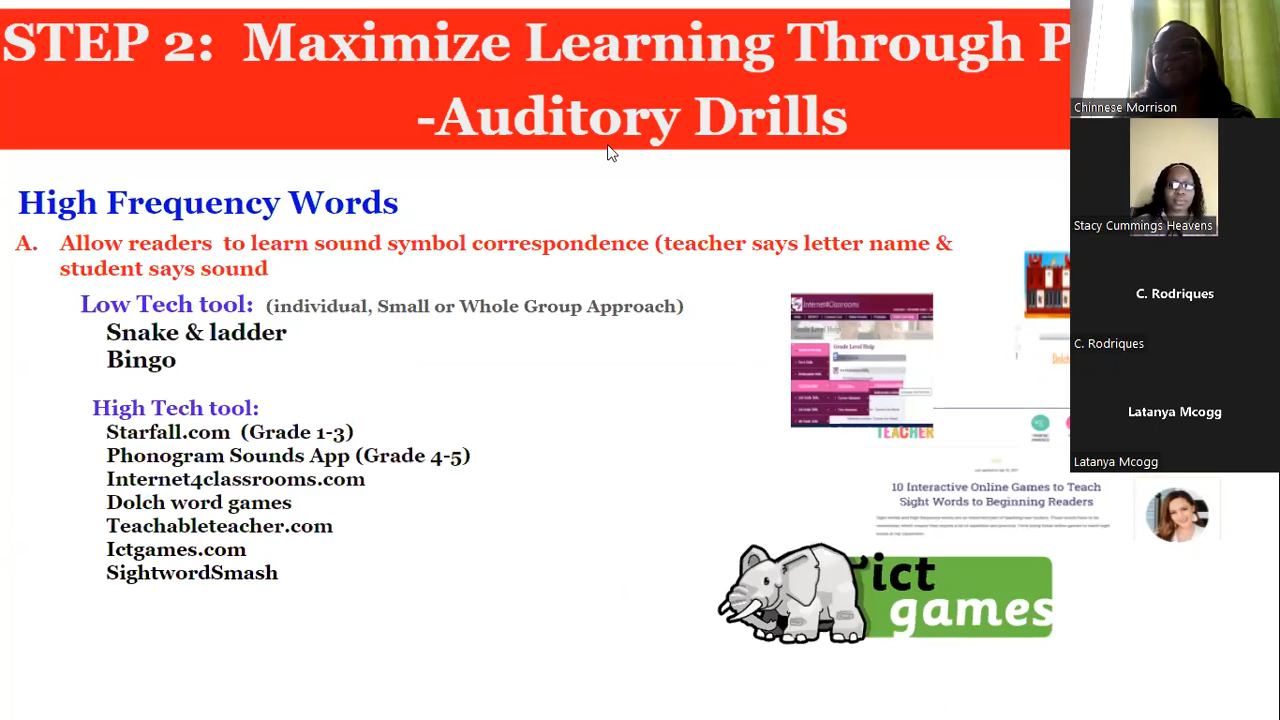 STEP 2: Maximize Learning Through P
-Auditory Drills
High Frequency Words
A. Allow readers to learn sound symbol correspondence (teacher says letter name &
student says sound
Low Tech tool: (individual, Small or Whole Group Approach)
Snake & ladder
Bingo
High Tech tool:
Starfall.com (Grade 1-3)
Phonogram Sounds App (Grade 4-5)
Internet4classrooms.com
Dolch word games
Teachableteacher.com
Ictgames.com
SightwordSmash
Internet4classrooms
Grade Level Help
TEACHER
10 Interactive Online Games to Teach
Sight Words to Beginning Readers
ict
games
Chinnese Morrison
Stacy Cummings Heavens
C. Rodriques
C. Rodriques
Latanya Mcogg
Latanya Mcogg